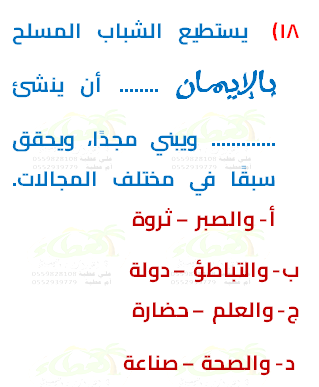 ١٨) يستطيع الشباب المسلح
بالإيمان ........ أن ينشئ
............. ويبني مجدًا، ويحقق
سبقًا في مختلف المجالات.
أ- والصبر – ثروة
ب- والتباطؤ – دولة
ج- والعلم – حضارة
د- والصحة – صناعة